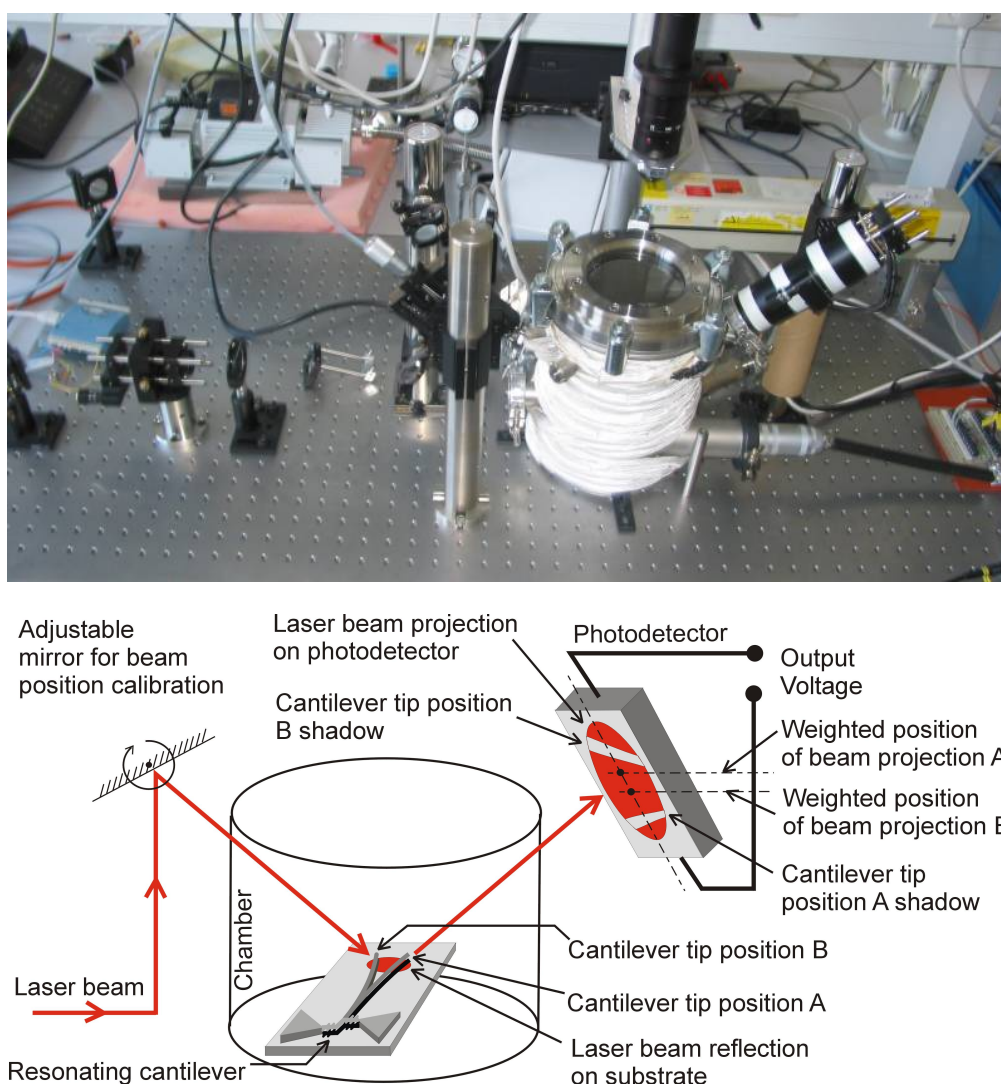 Adjustable
mirror for beam
position calibration
Laser beam projection
on photodetector
Cantilever tip position
B shadow
Photodetector
Output
Voltage
Weighted position
of beam projection A
Weighted position
of beam projection B
Cantilever tip
position A shadow
Chamber
Laser beam
Cantilever tip position B
Cantilever tip position A
Laser beam reflection
on substrate
Resonating cantilever